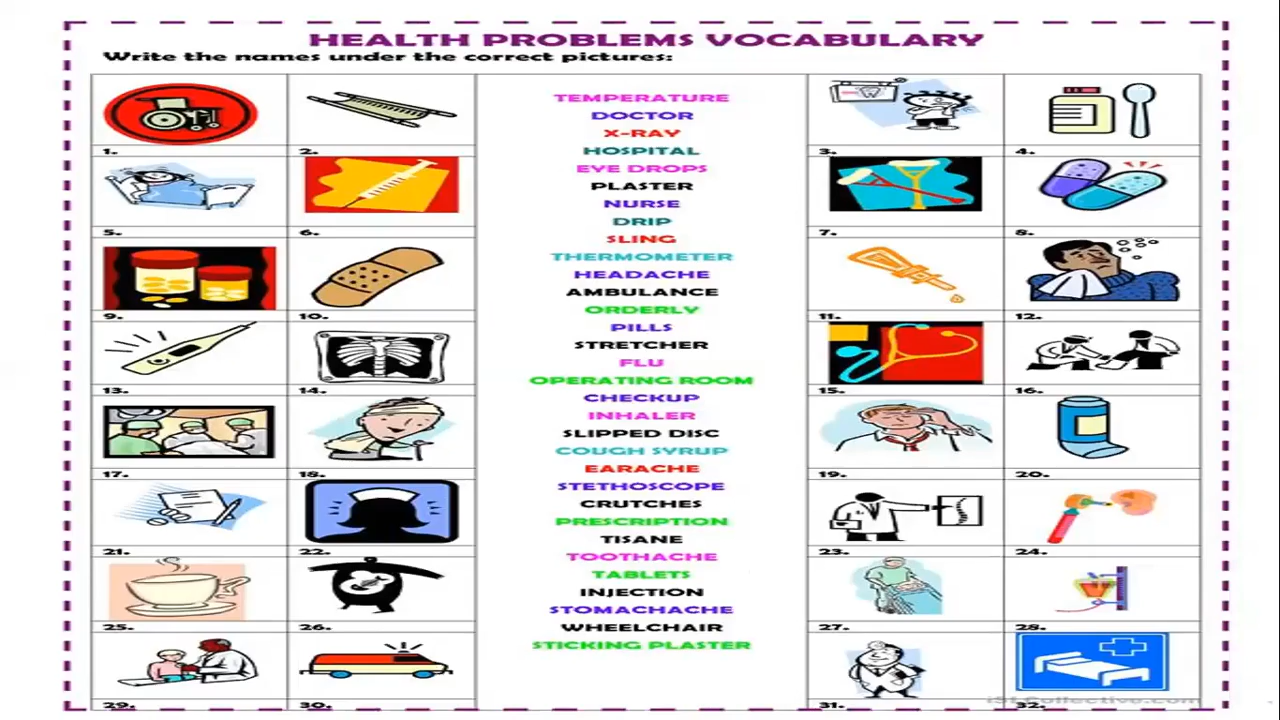 HEALTH PROBLEMS VOCABULARY
Write the names under the correct pictures:
TEMPERATURE
DOCTOR
X-RAY
HOSPITAL
EYE DROPS
PLASTER
NURSE
DRIP
SLING
THERMOMETER
HEADACHE
AMBULANCE
ORDERLY
PILLS
STRETCHER
FLU
OPERATING ROOM
CHECKUP
INHALER
SLIPPED DISC
COUGH SYRUP
EARACHE
STETHOSCOPE
CRUTCHES
PRESCRIPTION
TISANE
TOOTHACHE
TABLETS
INJECTION
STOMACHACHE
WHEELCHAIR
STICKING PLASTER
1. 2. 3. 4.
5. 6. 7. 8.
9. 10. 11. 12.
13. 14. 15. 16.
17. 18. 19. 20.
21. 22. 23. 24.
25. 26. 27. 28.
29. 30. 31. 32.
iSLCollective.com